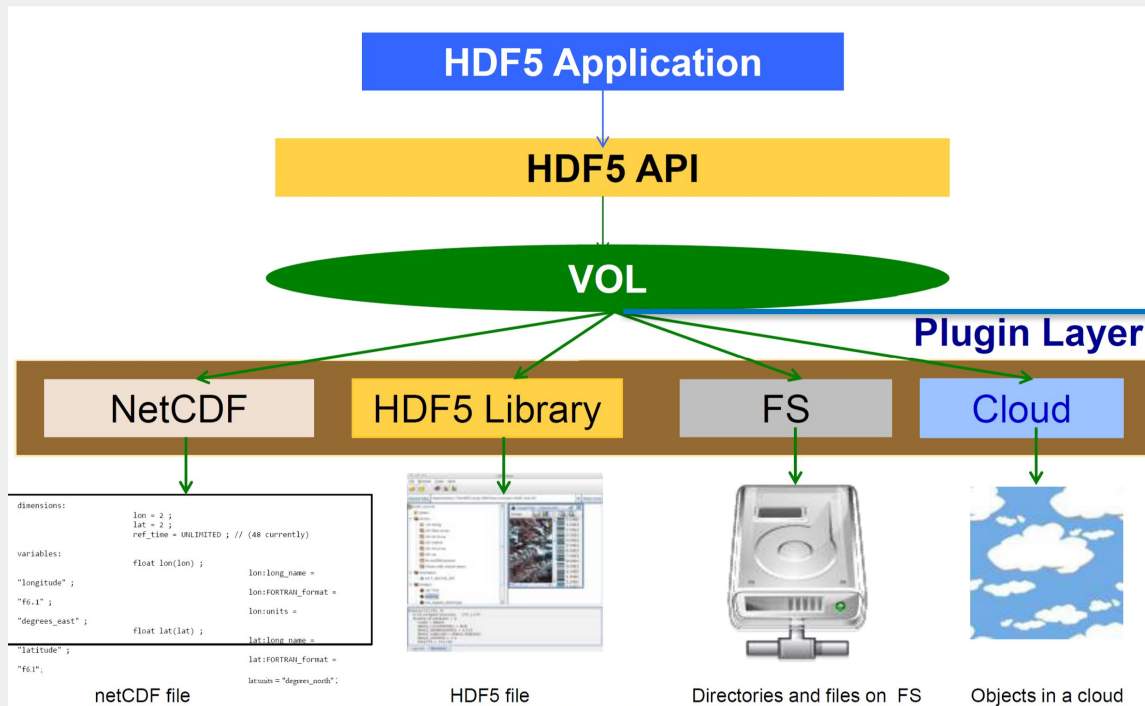 HDF5 Application
HDF5 API
VOL
Plugin Layer
NetCDF
HDF5 Library
FS
Cloud
dimensions:
lon = 2 ;
lat = 2 ;
ref_time = UNLIMITED ; // (48 currently)
variables:
float lon(lon) ;
lon:long_name =
"longitude" ;
lon:FORTRAN_format =
"f6.1" ;
lon:units =
"degrees_east" ;
float lat(lat) ;
lat:long_name =
"latitude" ;
lat:FORTRAN_format =
"f6.1";
lat:units = "degrees_north" ;
netCDF file
HDF5 file
Directories and files on FS
Objects in a cloud